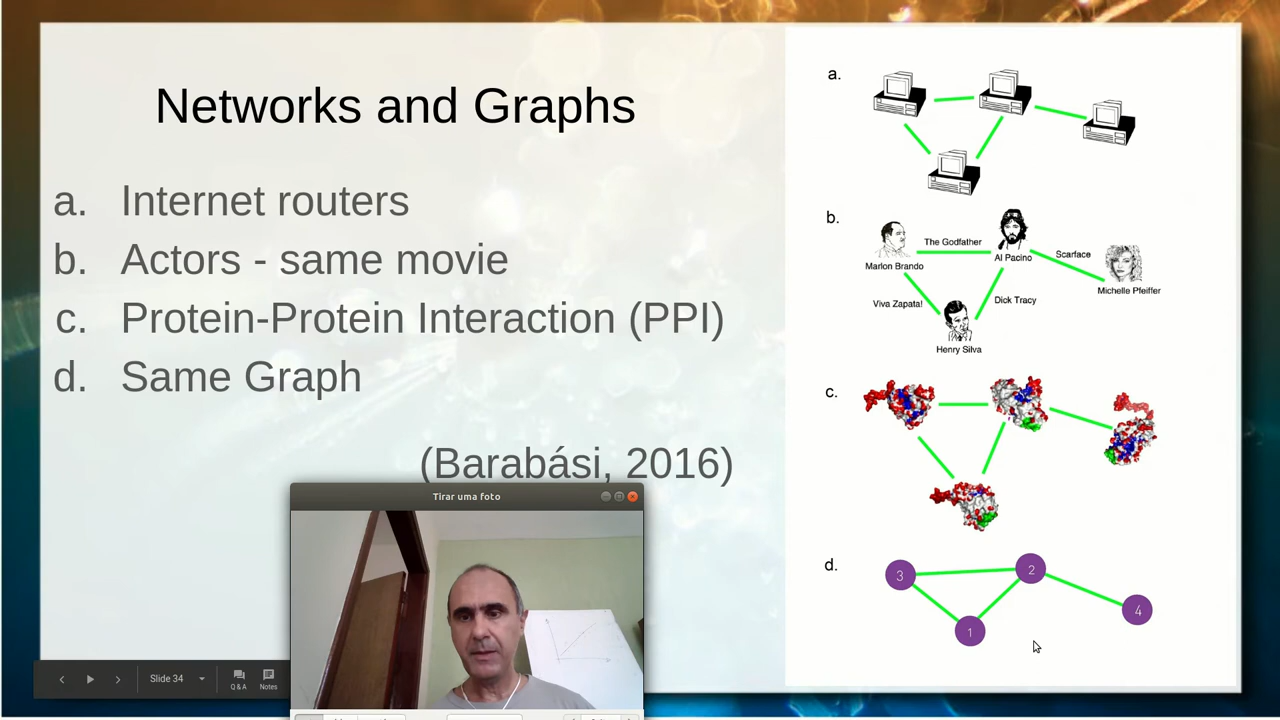 Networks and Graphs
a. Internet routers
b. Actors - same movie
c. Protein-Protein Interaction (PPI)
d. Same Graph
(Barabási, 2016)
a.
b.
The Godfather
Scarface
Marlon Brando
Al Pacino
Michelle Pfeiffer
Viva Zapata!
Dick Tracy
Henry Silva
c.
d.
3
2
4
1
Tirar uma foto
Slide 34
Q & A
Notes